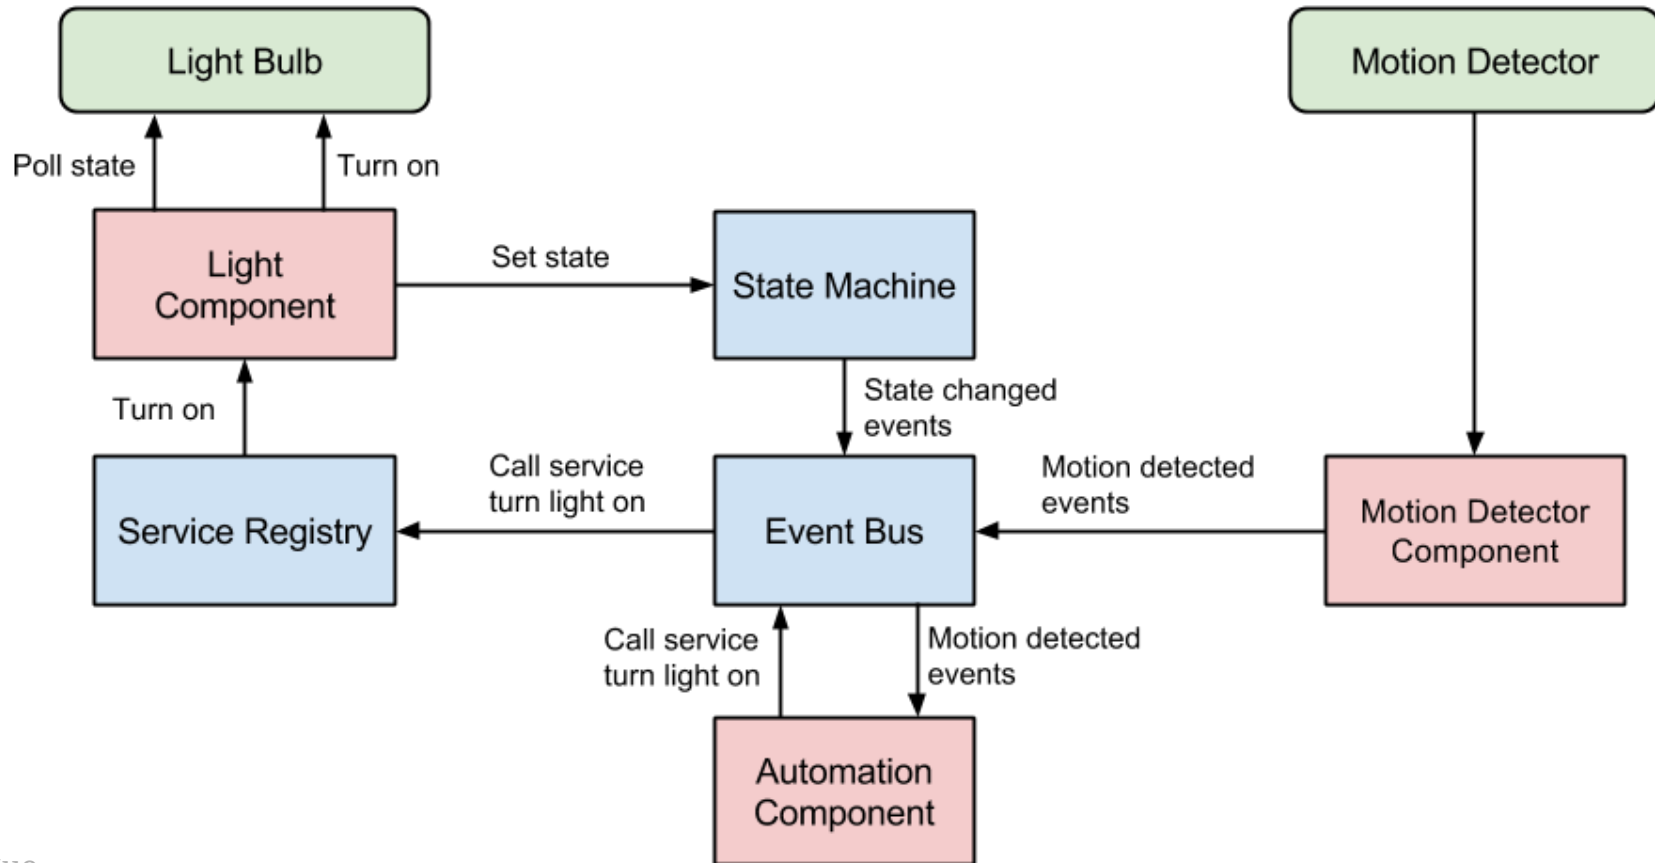 Light Bulb
Motion Detector
Poll state
Turn on
Light
Component
Set state
State Machine
Turn on
State changed
events
Call service
turn light on
Motion detected
events
Service Registry
Event Bus
Motion Detector
Component
Call service
turn light on
Motion detected
events
Automation
Component